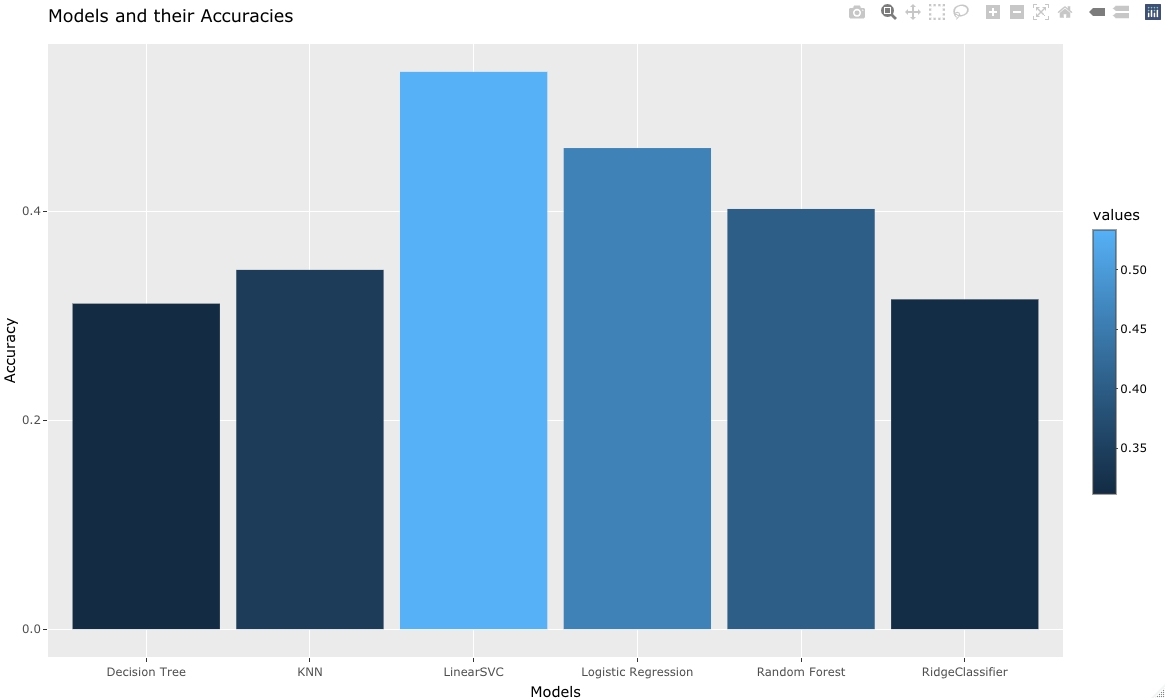 Models and their Accuracies
Accuracy
0.4
0.2
0.0
Decision Tree
KNN
LinearSVC
Logistic Regression
Random Forest
RidgeClassifier
Models
values
0.50
0.45
0.40
0.35